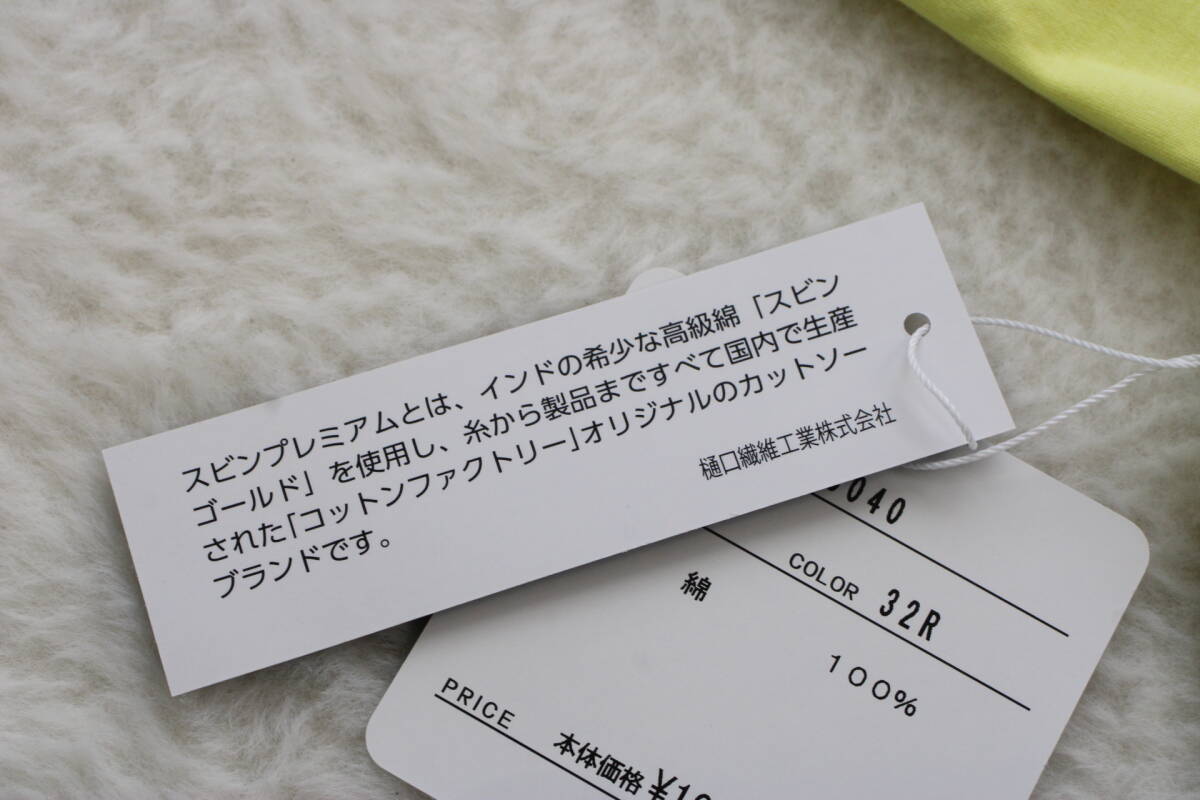 スビンプレミアムとは、インドの希少な高級綿「スビン
ゴールド」を使用し、糸から製品まですべて国内で生産
された「コットンファクトリー」オリジナルのカットソー
ブランドです。
樋口繊維工業株式会社
040
COLOR 32R
綿 100%
PRICE
本体価格 ¥1